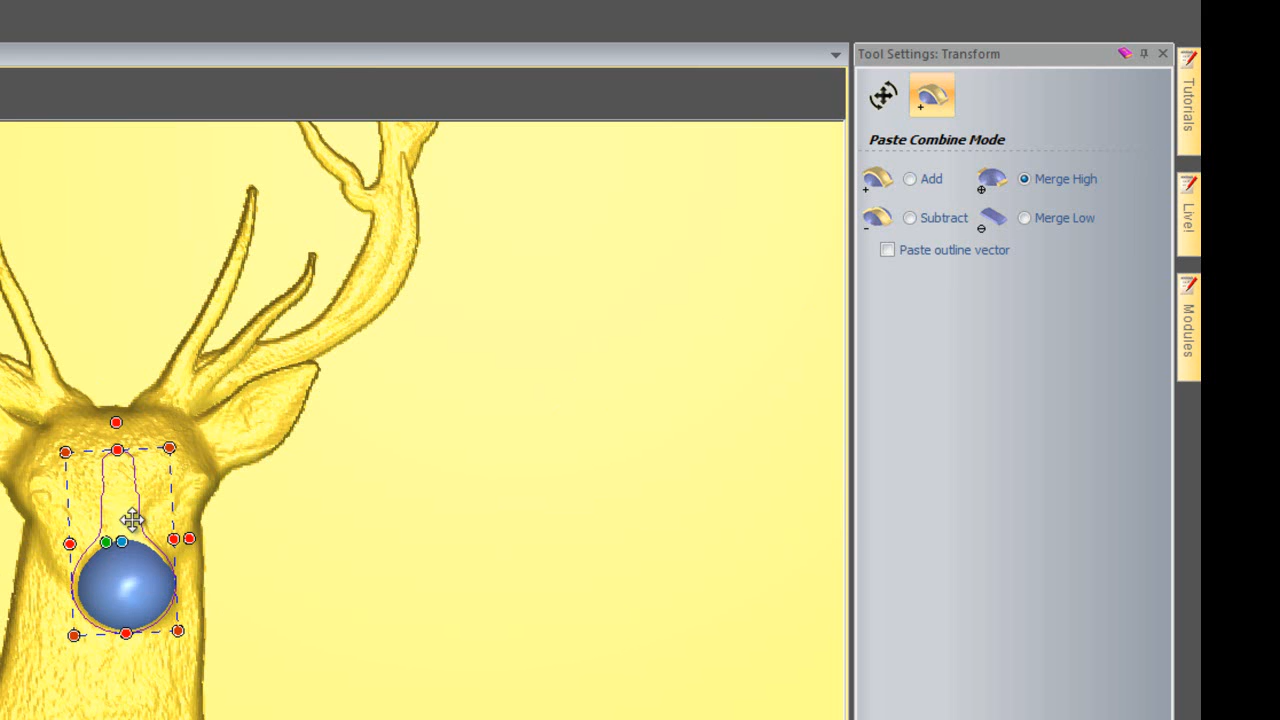 Tool Settings: Transform
Paste Combine Mode
Add
Merge High
Subtract
Merge Low
Paste outline vector
Tutorials
Live!
Modules